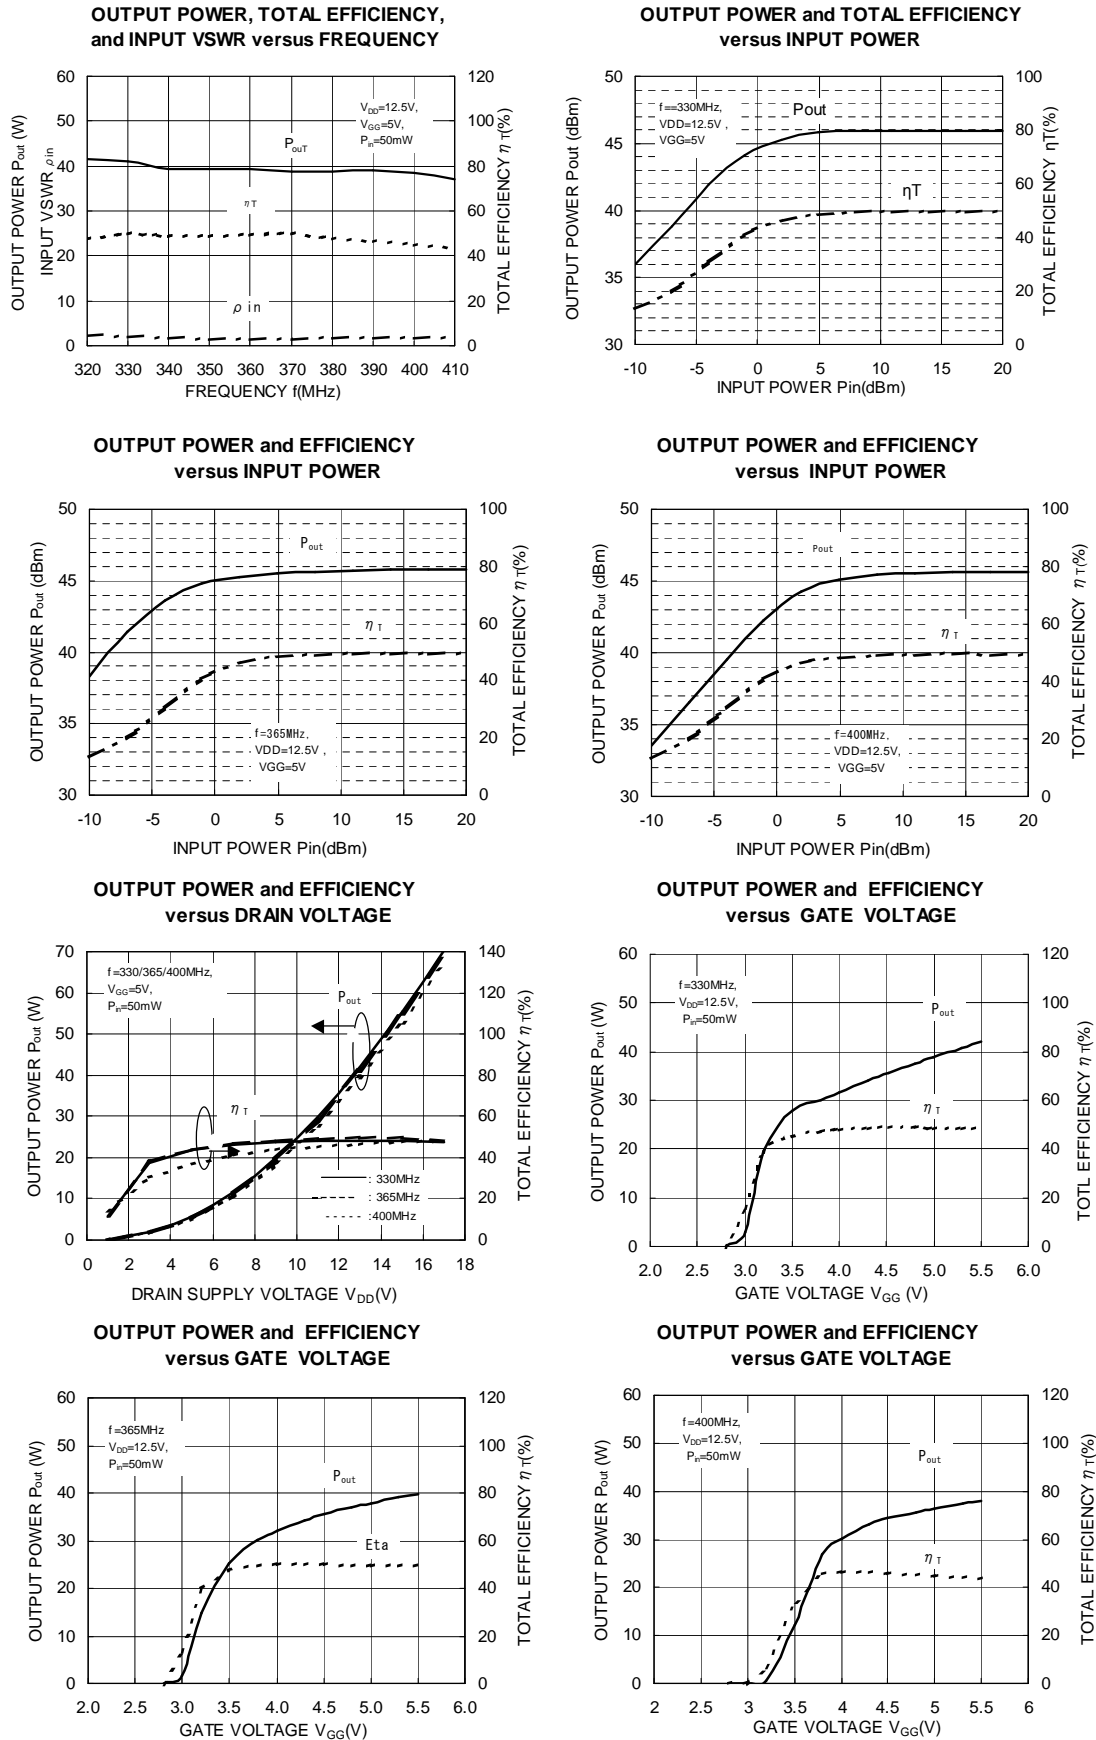 OUTPUT POWER, TOTAL EFFICIENCY,
and INPUT VSWR versus FREQUENCY
60
50
40
30
20
10
0
OUTPUT POWER Pout (W)
INPUT VSWR ρin
VDD=12.5V,
VGG=5V,
Pin=50mW
PouT
ηT
ρ in
120
100
80
60
40
20
0
TOTAL EFFICIENCY ηT(%)
320 330 340 350 360 370 380 390 400 410
FREQUENCY f(MHz)
OUTPUT POWER and TOTAL EFFICIENCY
versus INPUT POWER
50
45
40
35
30
OUTPUT POWER Pout (dBm)
f==330MHz,
VDD=12.5V ,
VGG=5V
Pout
ηT
100
80
60
40
20
0
TOTAL EFFICIENCY ηT(%)
-10 -5 0 5 10 15 20
INPUT POWER Pin(dBm)
OUTPUT POWER and EFFICIENCY
versus INPUT POWER
50
45
40
35
30
OUTPUT POWER Pout (dBm)
Pout
ηT
f=365MHz,
VDD=12.5V ,
VGG=5V
100
80
60
40
20
0
TOTAL EFFICIENCY ηT(%)
-10 -5 0 5 10 15 20
INPUT POWER Pin(dBm)
OUTPUT POWER and EFFICIENCY
versus INPUT POWER
50
45
40
35
30
OUTPUT POWER Pout (dBm)
Pout
ηT
f=400MHz,
VDD=12.5V,
VGG=5V
100
80
60
40
20
0
TOTAL EFFICIENCY ηT(%)
-10 -5 0 5 10 15 20
INPUT POWER Pin(dBm)
OUTPUT POWER and EFFICIENCY
versus DRAIN VOLTAGE
70
60
50
40
30
20
10
0
OUTPUT POWER Pout (W)
f=330/365/400MHz,
VGG=5V,
Pin=50mW
Pout
ηT
: 330MHz
: 365MHz
:400MHz
140
120
100
80
60
40
20
0
TOTAL EFFICIENCY ηT(%)
0 2 4 6 8 10 12 14 16 18
DRAIN SUPPLY VOLTAGE VDD(V)
OUTPUT POWER and EFFICIENCY
versus GATE VOLTAGE
60
50
40
30
20
10
0
OUTPUT POWER Pout (W)
f=330MHz,
VDD=12.5V,
Pin=50mW
Pout
ηT
120
100
80
60
40
20
0
TOTL EFFICIENCY ηT(%)
2.0 2.5 3.0 3.5 4.0 4.5 5.0 5.5 6.0
GATE VOLTAGE VGG (V)
OUTPUT POWER and EFFICIENCY
versus GATE VOLTAGE
60
50
40
30
20
10
0
OUTPUT POWER Pout (W)
f=365MHz
VDD=12.5V,
Pin=50mW
Pout
Eta
120
100
80
60
40
20
0
TOTAL EFFICIENCY ηT(%)
2.0 2.5 3.0 3.5 4.0 4.5 5.0 5.5 6.0
GATE VOLTAGE VGG(V)
OUTPUT POWER and EFFICIENCY
versus GATE VOLTAGE
60
50
40
30
20
10
0
OUTPUT POWER Pout (W)
f=400MHz,
VDD=12.5V,
Pin=50mW
Pout
ηT
120
100
80
60
40
20
0
TOTAL EFFICIENCY ηT(%)
2 2.5 3 3.5 4 4.5 5 5.5 6
GATE VOLTAGE VGG(V)